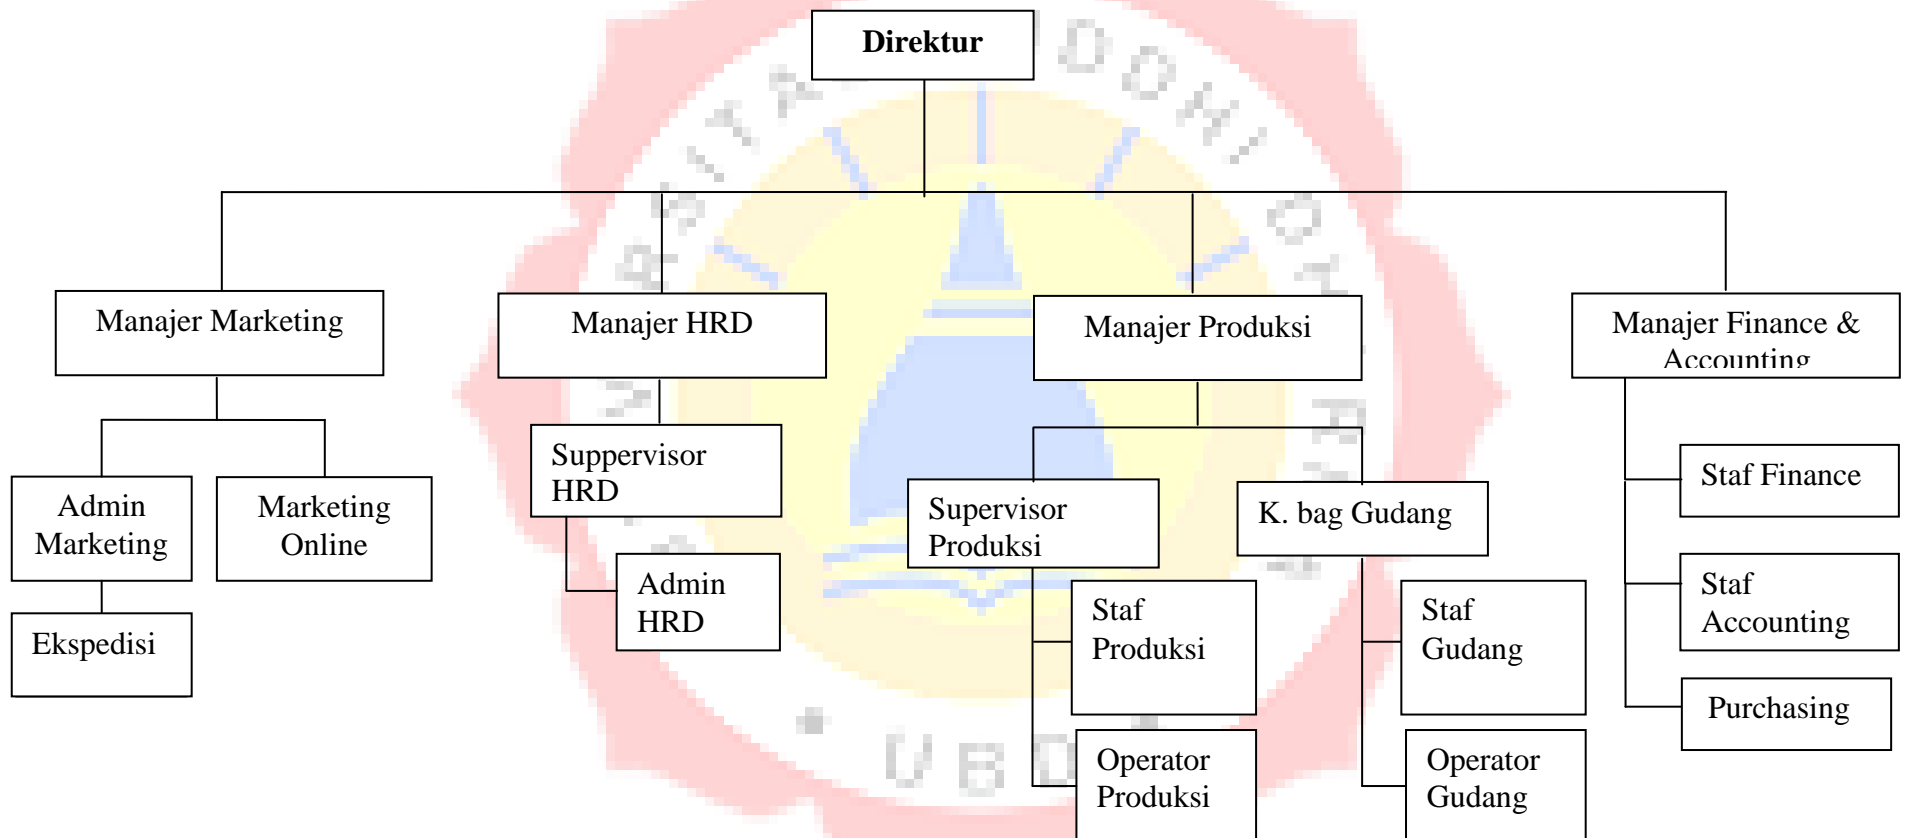 Direktur
Manajer Marketing
Manajer HRD
Manajer Produksi
Manajer Finance &
Accounting
Admin
Marketing
Marketing
Online
Ekspedisi
Suppervisor
HRD
Admin
HRD
Supervisor
Produksi
K. bag Gudang
Staf
Produksi
Operator
Produksi
Staf
Gudang
Operator
Gudang
Staf Finance
Staf
Accounting
Purchasing
UBD